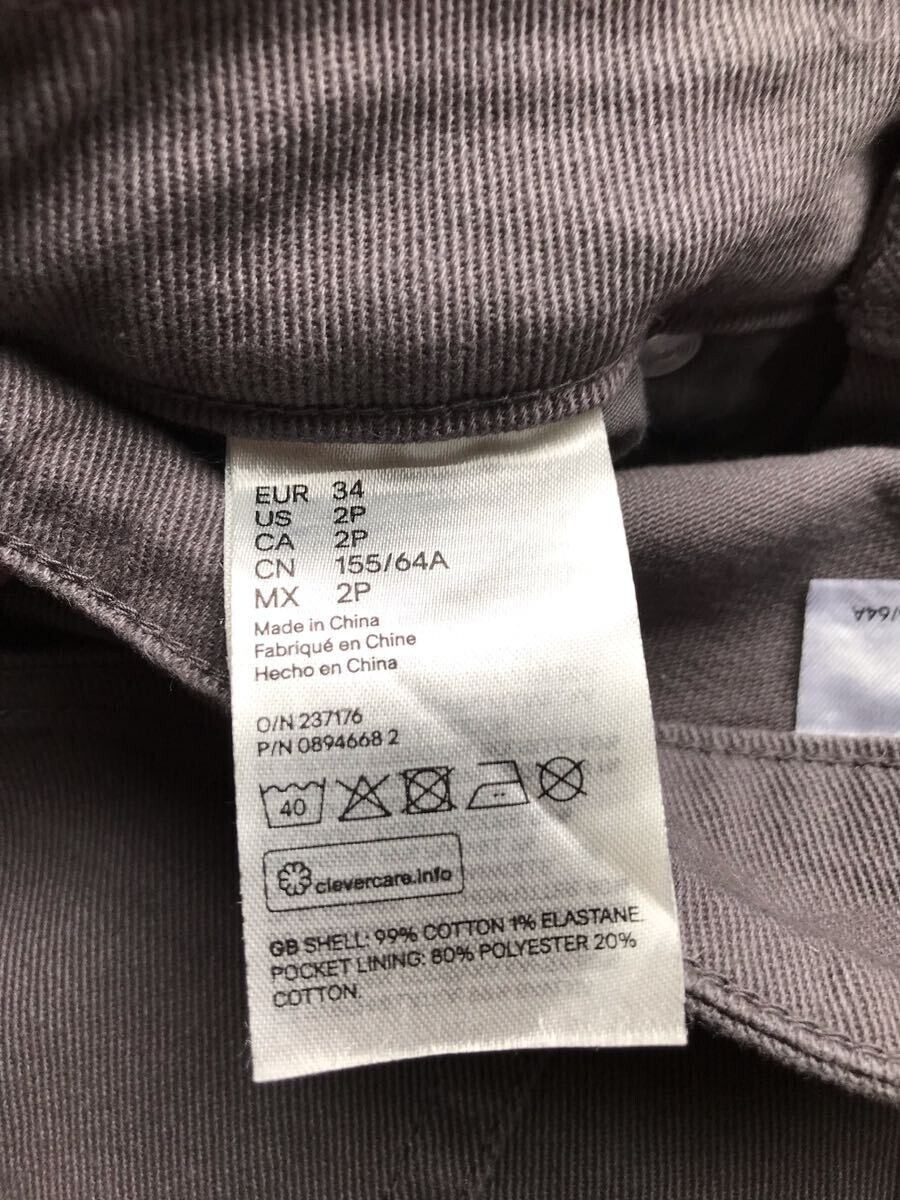 EUR 34
US 2P
CA 2P
CN 155/64A
MX 2P
Made in China
Fabriqué en Chine
Hecho en China
O/N 237176
P/N 0894668 2
40
clevercare.info
GB SHELL: 99% COTTON 1% ELASTANE.
POCKET LINING: 80% POLYESTER 20%
COTTON.
/64A